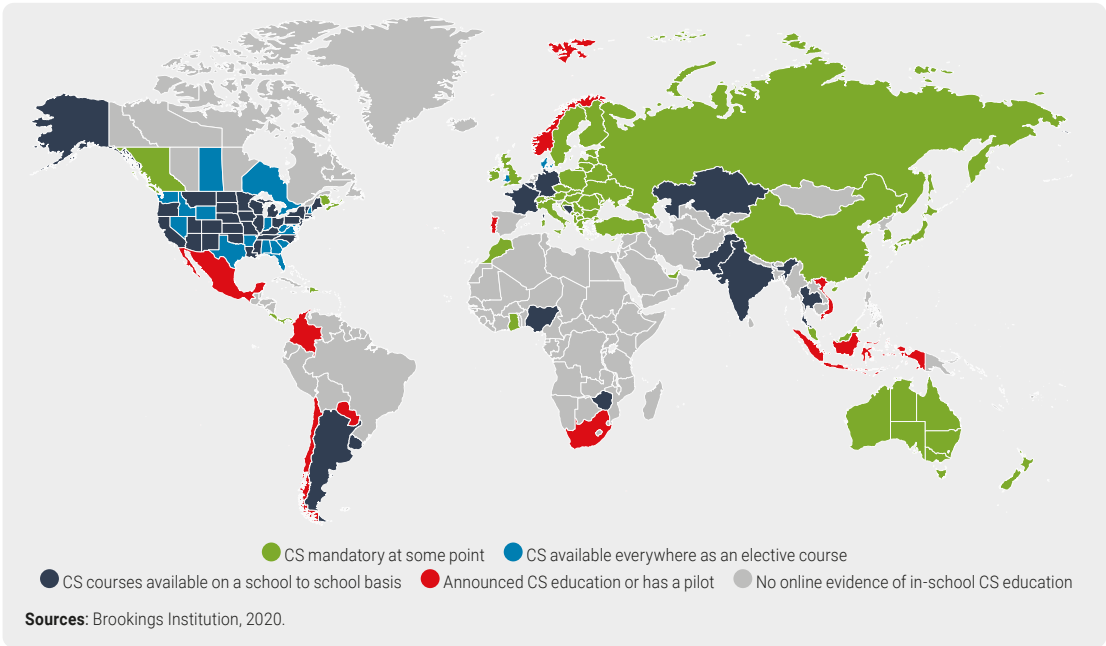 CS mandatory at some point CS available everywhere as an elective course
CS courses available on a school to school basis Announced CS education or has a pilot No online evidence of in-school CS education
Sources: Brookings Institution, 2020.